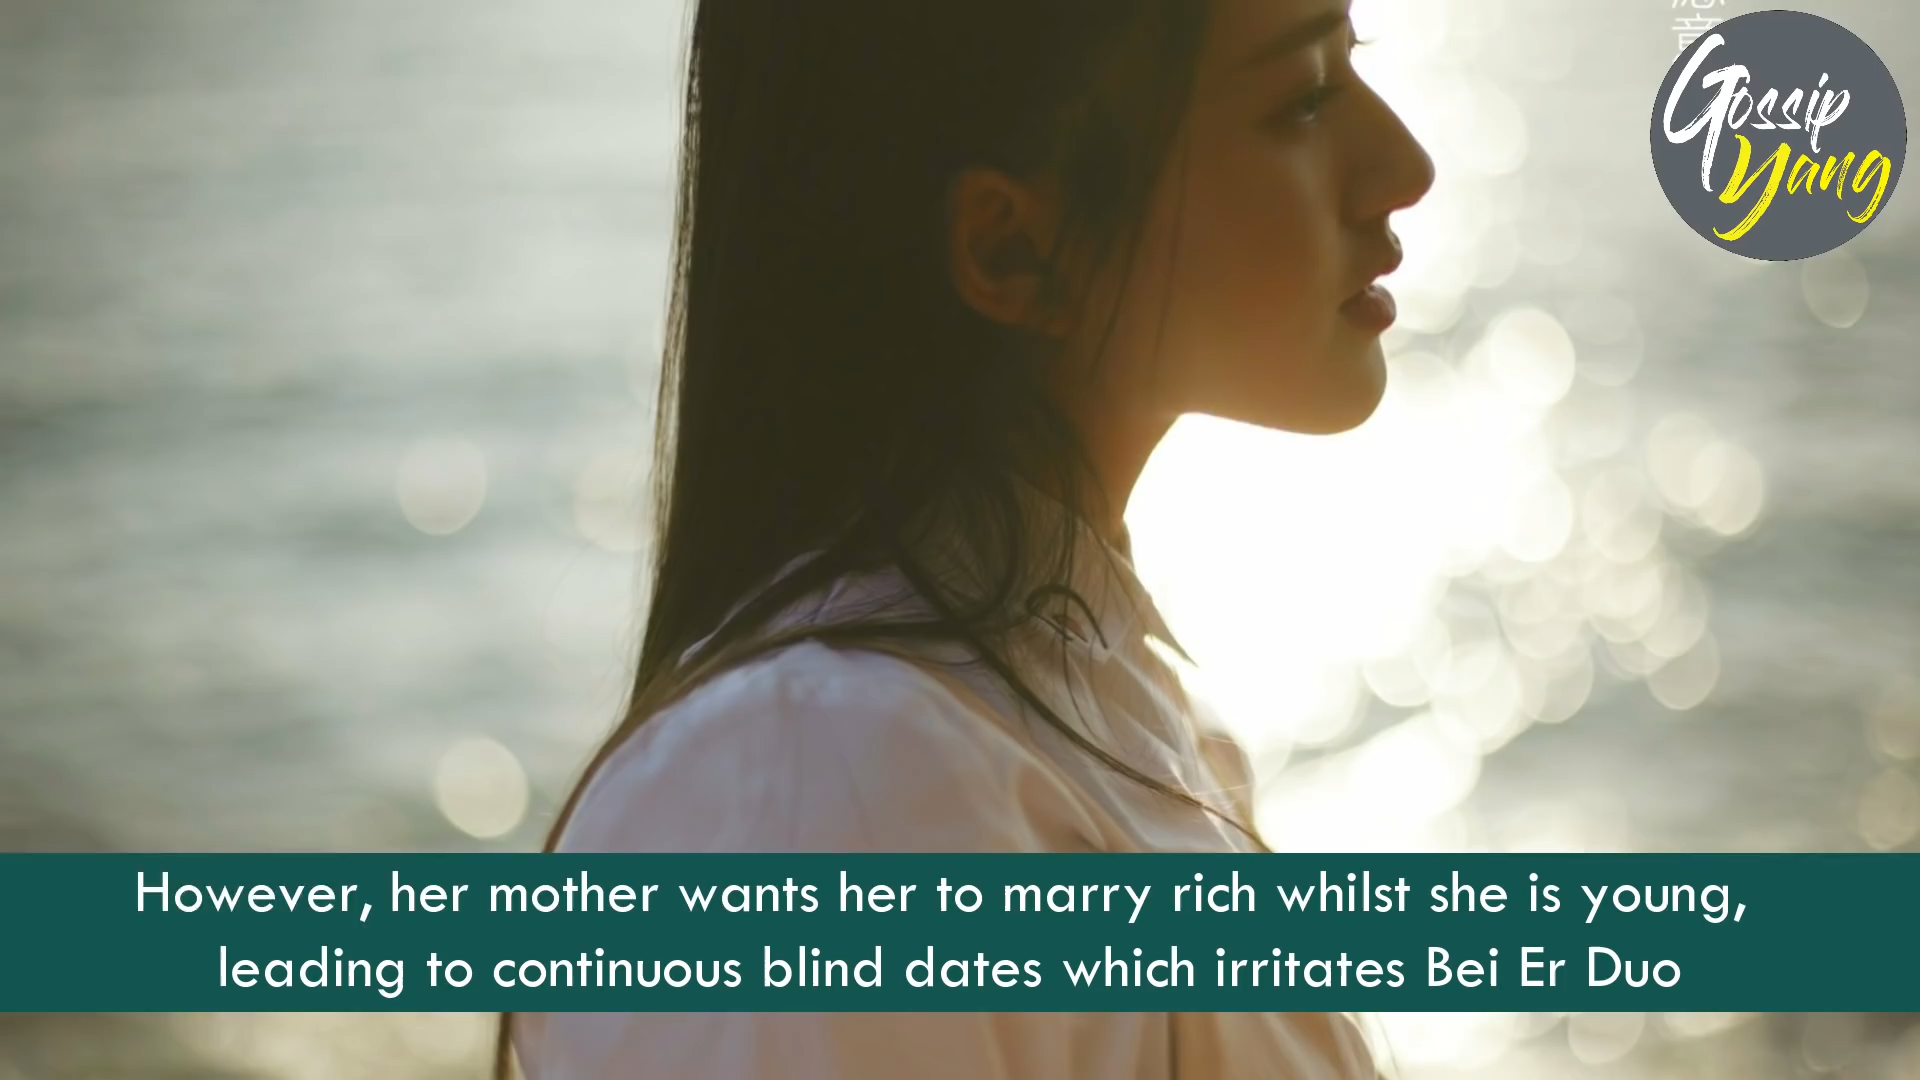 Gossip
Yang
However, her mother wants her to marry rich whilst she is young,
leading to continuous blind dates which irritates Bei Er Duo